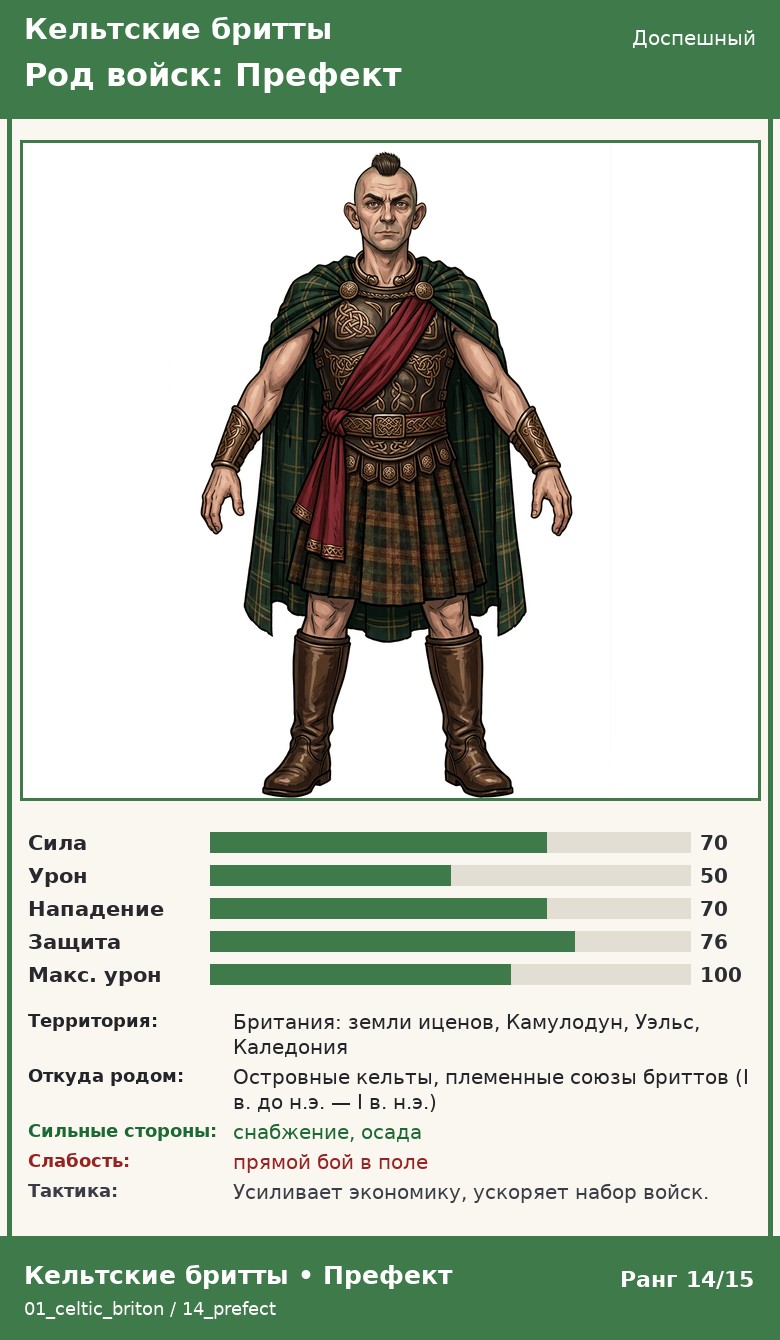 Кельтские бритты
Род войск: Префект
Доспешный
Сила 70
Урон 50
Нападение 70
Защита 76
Макс. урон 100
Территория: Британия: земли иценов, Камулодун, Уэльс,
Каледония
Откуда родом: Островные кельты, племенные союзы бриттов (I
в. до н.э. — I в. н.э.)
Сильные стороны: снабжение, осада
Слабость: прямой бой в поле
Тактика: Усиливает экономику, ускоряет набор войск.
Кельтские бритты • Префект
Ранг 14/15
01_celtic_briton / 14_prefect